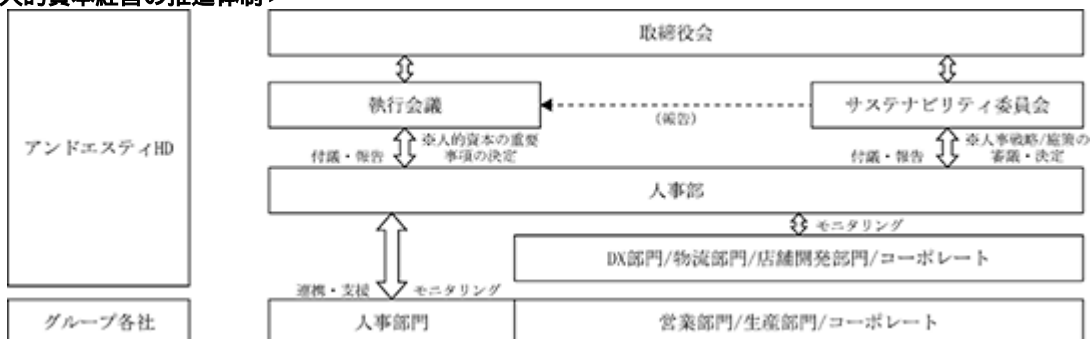 人的資本経営の推進体制>
取締役会
執行会議
サステナビリティ委員会
(報告)
アンドエスティHD
付議・報告
※人的資本の重要
事項の決定
付議・報告
※人事戦略/施策の
審議・決定
人事部
モニタリング
DX部門/物流部門/店舗開発部門/コーポレート
連携・支援
モニタリング
グループ各社
人事部門
営業部門/生産部門/コーポレート